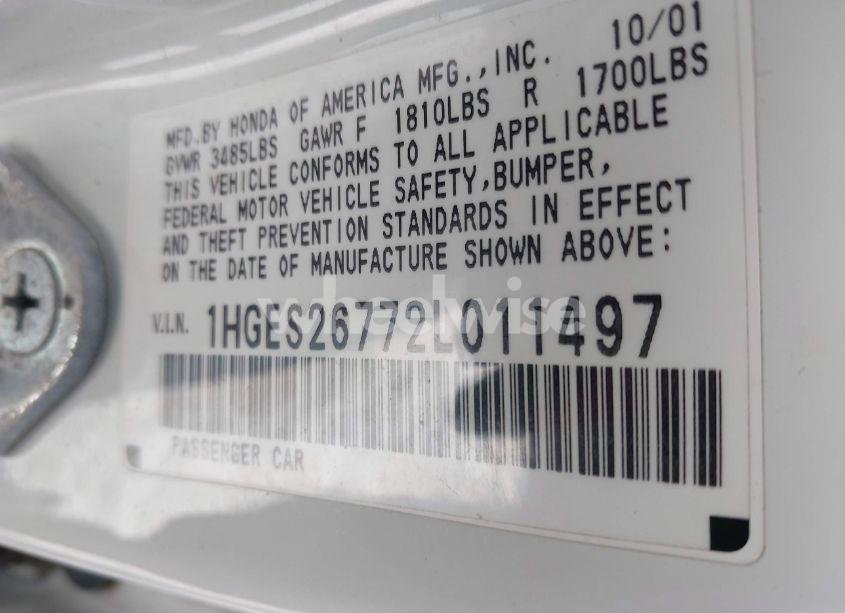 10/01
MFD.BY HONDA OF AMERICA MFG.,INC.
GVWR 3485LBS GAWR F 1810LBS R 1700LBS
THIS VEHICLE CONFORMS TO ALL APPLICABLE
FEDERAL MOTOR VEHICLE SAFETY,BUMPER,
AND THEFT PREVENTION STANDARDS IN EFFECT
ON THE DATE OF MANUFACTURE SHOWN ABOVE:
V.I.N. 1HGES26772L011497
PASSENGER CAR